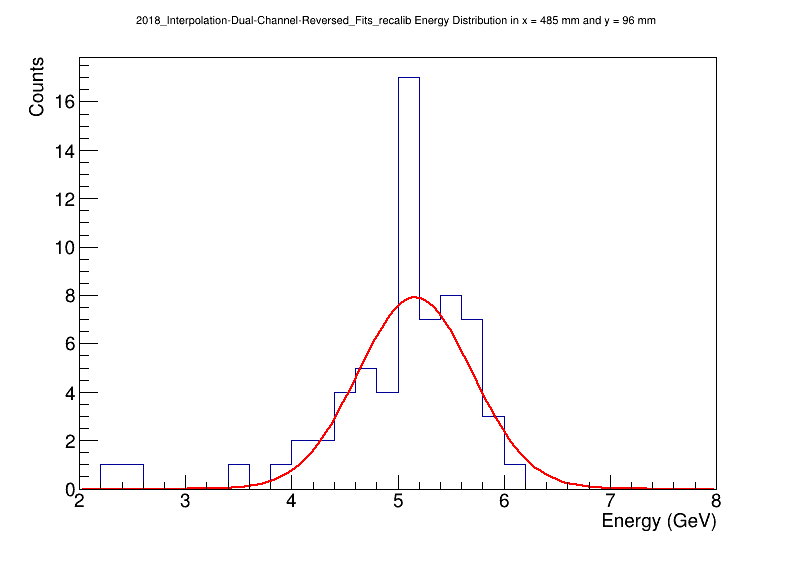 2018_Interpolation-Dual-Channel-Reversed_Fits_recalib Energy Distribution in x = 485 mm and y = 96 mm
Counts
16
14
12
10
8
6
4
2
0
2 3 4 5 6 7 8
Energy (GeV)